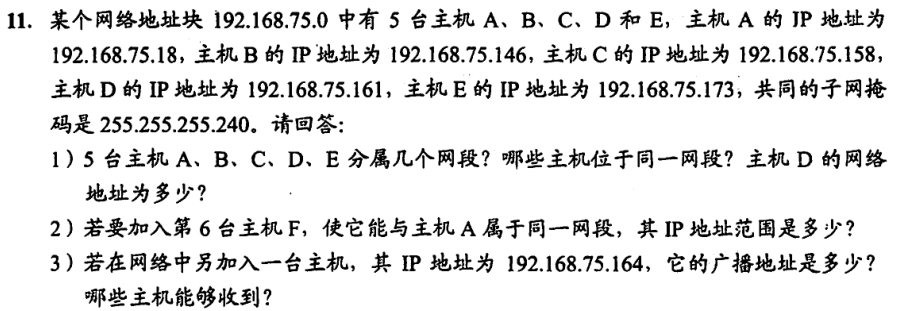 11. 某个网络地址块 192.168.75.0 中有 5 台主机 A、B、C、D 和 E，主机 A 的 IP 地址为
192.168.75.18，主机 B 的 IP 地址为 192.168.75.146，主机 C 的 IP 地址为 192.168.75.158，
主机 D 的 IP 地址为 192.168.75.161，主机 E 的 IP 地址为 192.168.75.173，共同的子网掩
码是 255.255.255.240。请回答：
1）5 台主机 A、B、C、D、E 分属几个网段？哪些主机位于同一网段？主机 D 的网络
地址为多少？
2）若要加入第 6 台主机 F，使它能与主机 A 属于同一网段，其 IP 地址范围是多少？
3）若在网络中另加入一台主机，其 IP 地址为 192.168.75.164，它的广播地址是多少？
哪些主机能够收到？